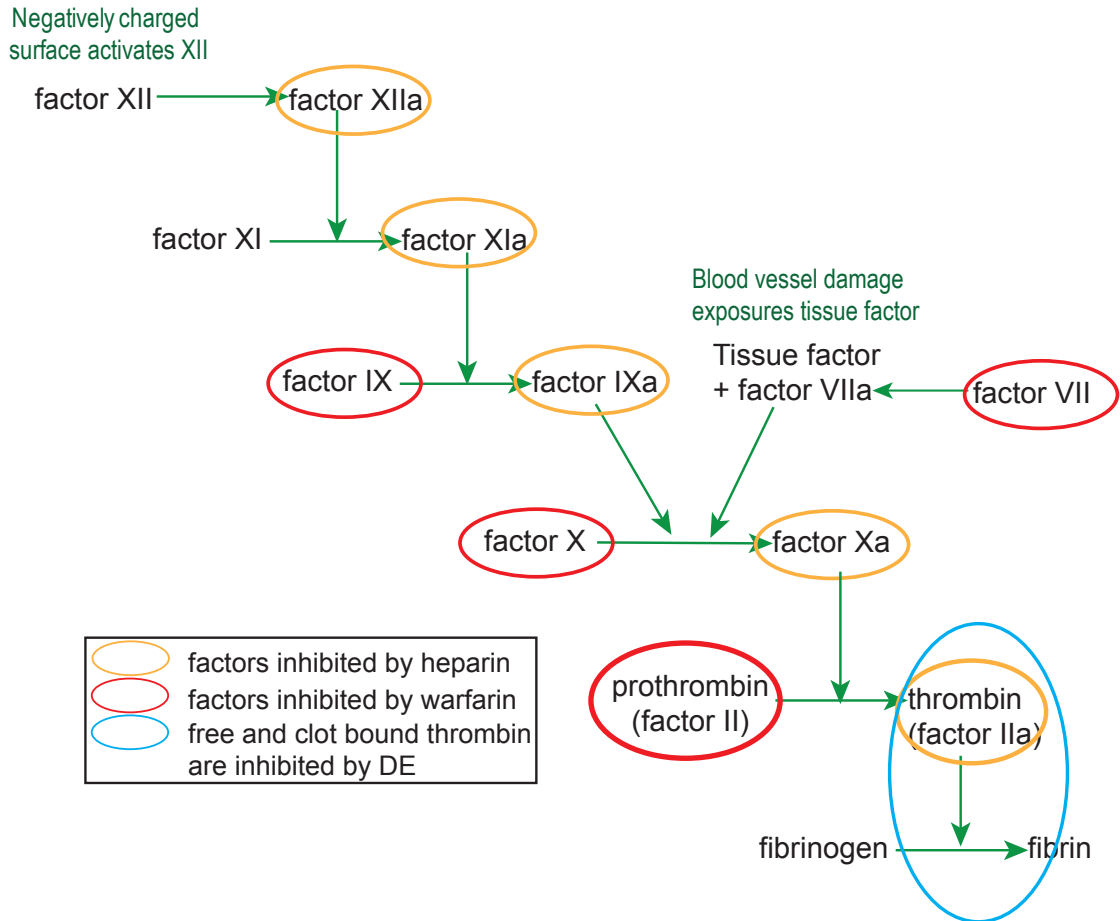 Negatively charged
surface activates XII
factor XII
factor XIIa
factor XI
factor XIa
Blood vessel damage
exposures tissue factor
Tissue factor
+ factor VIIa
factor VII
factor IX
factor IXa
factor X
factor Xa
prothrombin
(factor II)
thrombin
(factor IIa)
fibrinogen
fibrin
factors inhibited by heparin
factors inhibited by warfarin
free and clot bound thrombin
are inhibited by DE